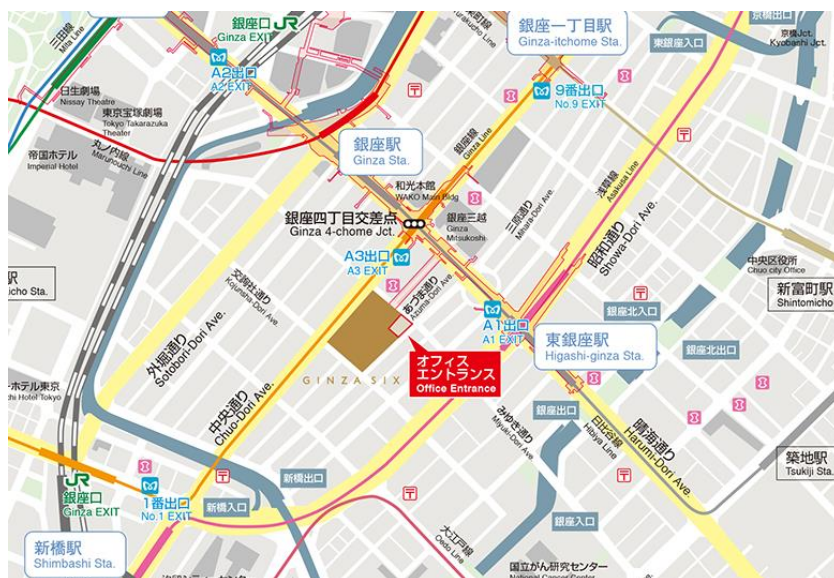 銀座口
Ginza EXIT
JR
三田線
Mita Line
A2出口
A2 EXIT
銀座一丁目駅
Ginza-itchome Sta.
東銀座入口
京橋Jct.
Kyobashi Jct.
日生劇場
Nissay Theatre
東京宝塚劇場
Tokyo Takarazuka
Theater
帝国ホテル
Imperial Hotel
丸ノ内線
Marunouchi Line
9番出口
No.9 EXIT
銀座駅
Ginza Sta.
銀座線
Ginza Line
浅草線
Asakusa Line
和光本館
WAKO Main Bldg
銀座四丁目交差点
Ginza 4-chome Jct.
銀座三越
Ginza
Mitsukoshi
三原通り
Mihara-Dori Ave.
昭和通り
Showa-Dori Ave.
A3出口
A3 EXIT
交詢社通り
Kojunsha-Dori Ave.
あづま通り
Azuma-Dori Ave.
中央区役所
Chuo city Office
新富町駅
Shintomicho
駅
cho Sta.
外堀通り
Sotobori-Dori Ave.
A1出口
A1 EXIT
銀座北入口
銀座北出口
東銀座駅
Higashi-ginza Sta.
GINZA SIX
オフィス
エントランス
Office Entrance
ーホテル東京
hi Hotel Tokyo
中央通り
Chuo-Dori Ave.
みゆき通り
Miyuki-Dori Ave.
銀座出口
日比谷線
Hibiya Line
晴海通り
Harumi-Dori Ave.
築地駅
Tsukiji Sta.
JR
銀座口
Ginza EXIT
1番出口
No.1 EXIT
新橋出口
新橋入口
銀座入口
新橋駅
Shimbashi Sta.
大江戸線
Oedo Line
国立がん研究センター